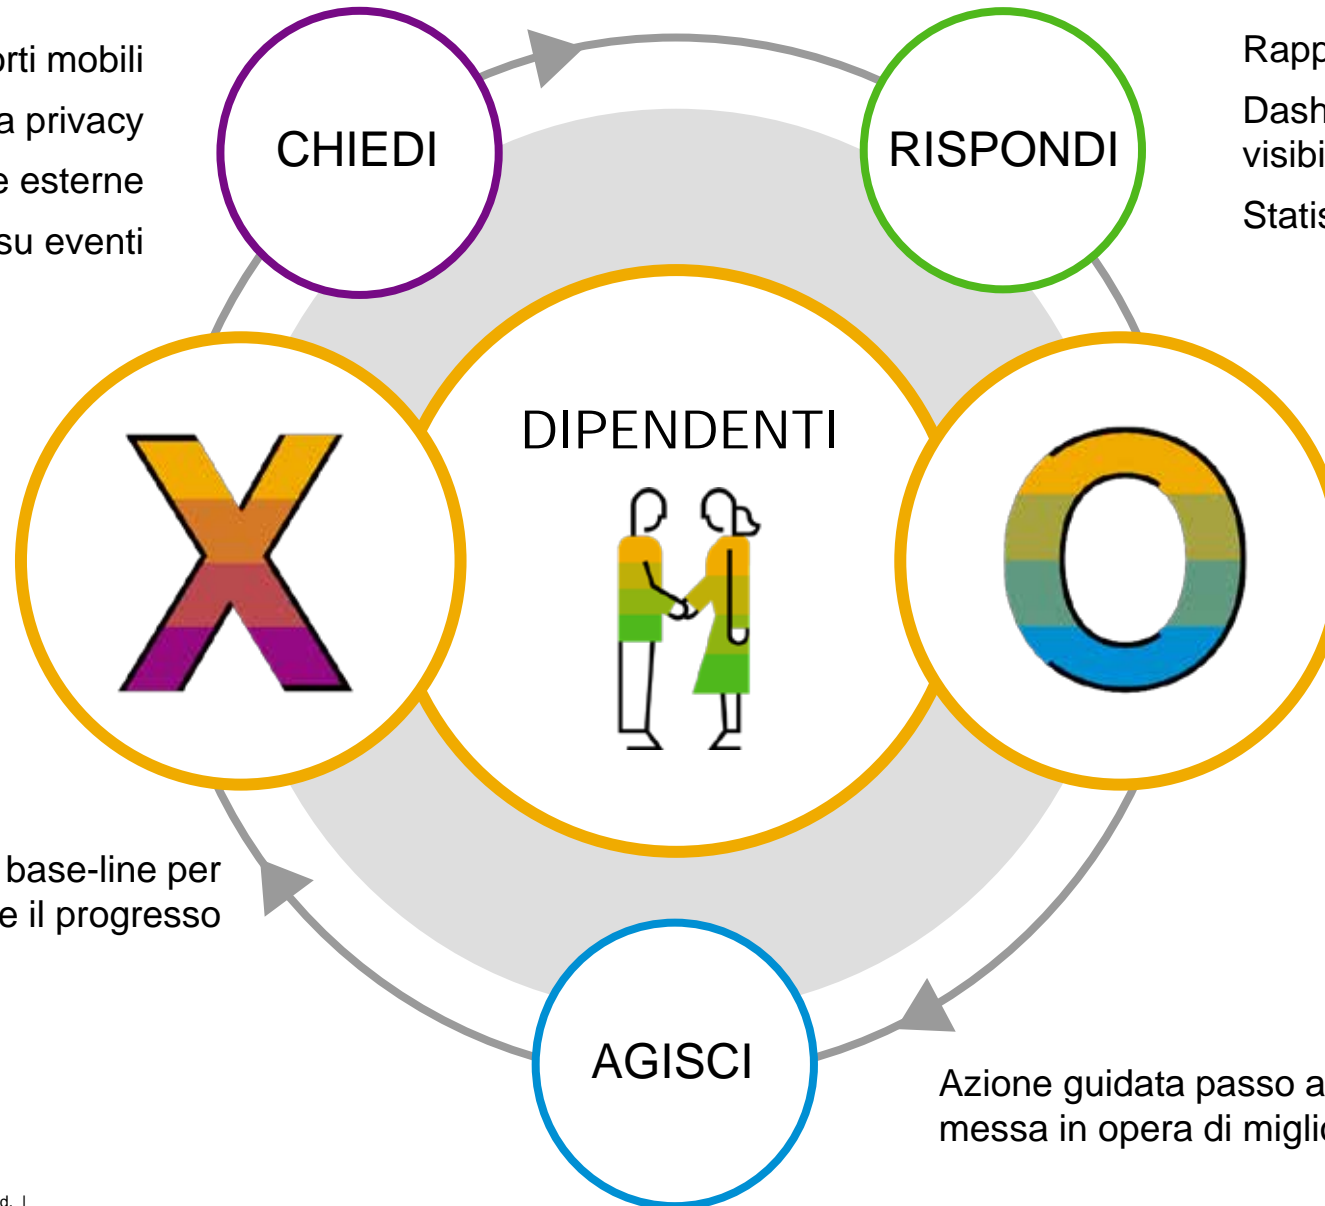 orti mobili
a privacy
e esterne
su eventi
CHIEDI
RISPONDI
Rapp
Dash
visibi
Statis
DIPENDENTI
X
O
base-line per
e il progresso
AGISCI
Azione guidata passo a
messa in opera di miglio
d. |